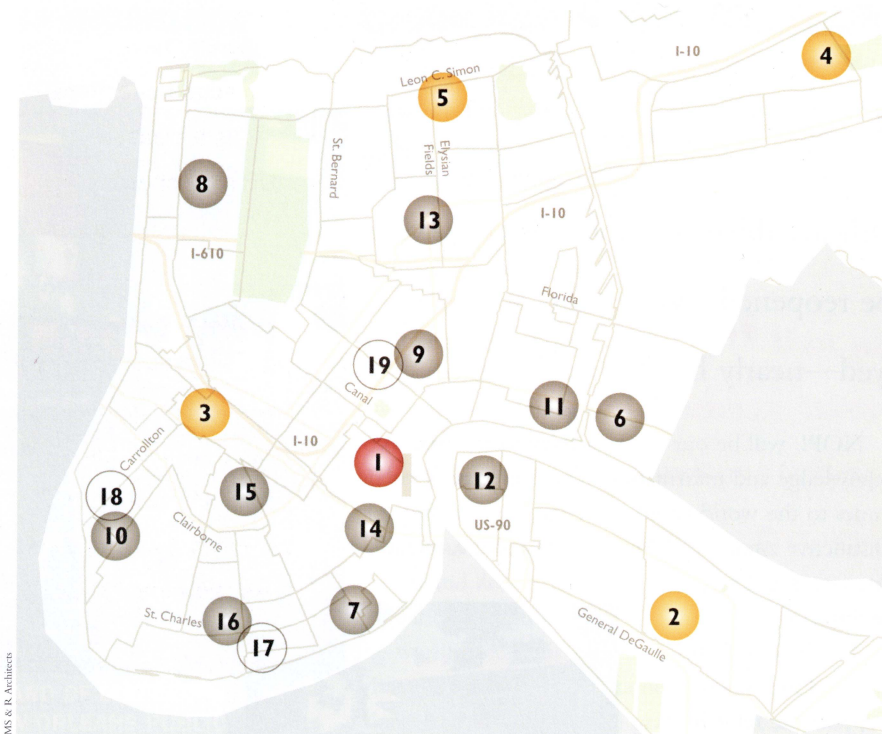 I-10
4
Leon C. Simon
5
St. Bernard
Elysian
Fields
8
13
I-10
I-610
Florida
19
9
Canal
3
11
6
Carrollton
I-10
1
18
15
12
10
Clairborne
14
US-90
7
2
St. Charles
16
General DeGaulle
17
MS & R Architects